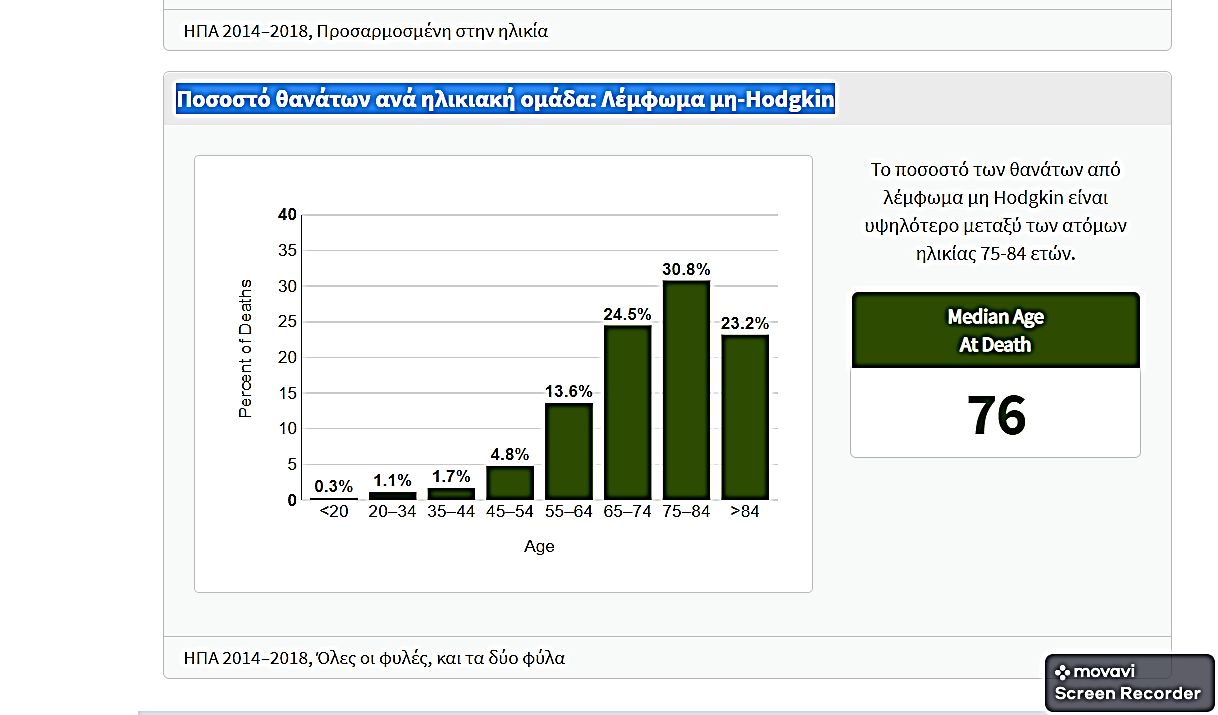 ΗΠΑ 2014–2018, Προσαρμοσμένη στην ηλικία
Ποσοστό θανάτων ανά ηλικιακή ομάδα: Λέμφωμα μη-Hodgkin
Percent of Deaths
40
35
30
25
20
15
10
5
0
0.3%
1.1%
1.7%
4.8%
13.6%
24.5%
30.8%
23.2%
<20 20–34 35–44 45–54 55–64 65–74 75–84 >84
Age
Το ποσοστό των θανάτων από
λέμφωμα μη Hodgkin είναι
υψηλότερο μεταξύ των ατόμων
ηλικίας 75-84 ετών.
Median Age
At Death
76
ΗΠΑ 2014–2018, Όλες οι φυλές, και τα δύο φύλα
movavi
Screen Recorder